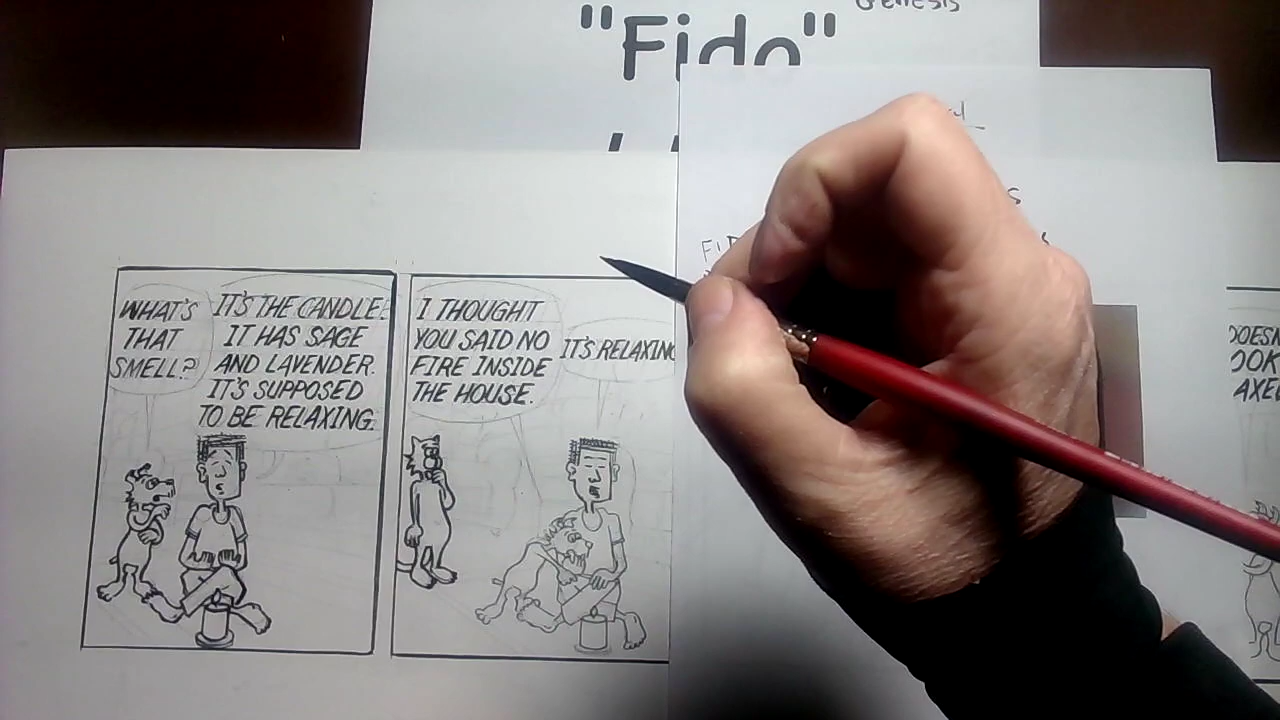 Genesis
"Fido"
WHAT'S
THAT
SMELL?
IT'S THE CANDLE.
IT HAS SAGE
AND LAVENDER.
IT'S SUPPOSED
TO BE RELAXING.
I THOUGHT
YOU SAID NO
FIRE INSIDE
THE HOUSE.
IT'S RELAXING